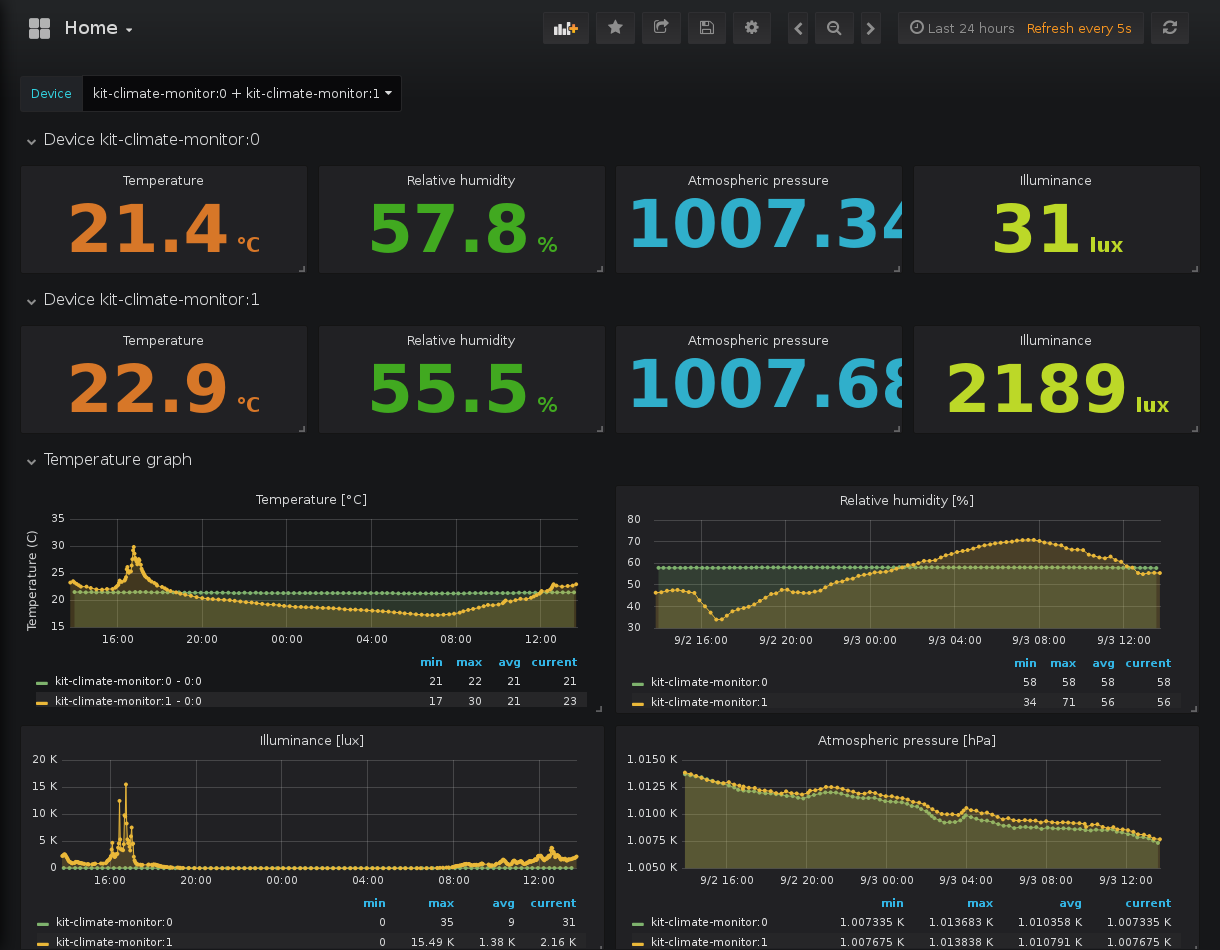 Home
Last 24 hours Refresh every 5s
Device kit-climate-monitor:0 + kit-climate-monitor:1
Device kit-climate-monitor:0
Temperature Relative humidity Atmospheric pressure Illuminance
21.4 °C 57.8 % 1007.34 31 lux
Device kit-climate-monitor:1
Temperature Relative humidity Atmospheric pressure Illuminance
22.9 °C 55.5 % 1007.68 2189 lux
Temperature graph
Temperature [°C]
Temperature (C)
35
30
25
20
15
16:00 20:00 00:00 04:00 08:00 12:00
min max avg current
kit-climate-monitor:0 - 0:0 21 22 21 21
kit-climate-monitor:1 - 0:0 17 30 21 23
Relative humidity [%]
80
70
60
50
40
30
9/2 16:00 9/2 20:00 9/3 00:00 9/3 04:00 9/3 08:00 9/3 12:00
min max avg current
kit-climate-monitor:0 58 58 58 58
kit-climate-monitor:1 34 71 56 56
Illuminance [lux]
20 K
15 K
10 K
5 K
0
16:00 20:00 00:00 04:00 08:00 12:00
min max avg current
kit-climate-monitor:0 0 35 9 31
kit-climate-monitor:1 0 15.49 K 1.38 K 2.16 K
Atmospheric pressure [hPa]
1.0150 K
1.0125 K
1.0100 K
1.0075 K
1.0050 K
9/2 16:00 9/2 20:00 9/3 00:00 9/3 04:00 9/3 08:00 9/3 12:00
min max avg current
kit-climate-monitor:0 1.007335 K 1.013683 K 1.010358 K 1.007335 K
kit-climate-monitor:1 1.007675 K 1.013838 K 1.010791 K 1.007675 K